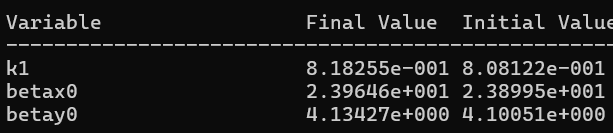 Variable Final Value Initial Value
--------------------------------------------------
k1 8.18255e-001 8.08122e-001
betax0 2.39646e+001 2.38995e+001
betay0 4.13427e+000 4.10051e+000